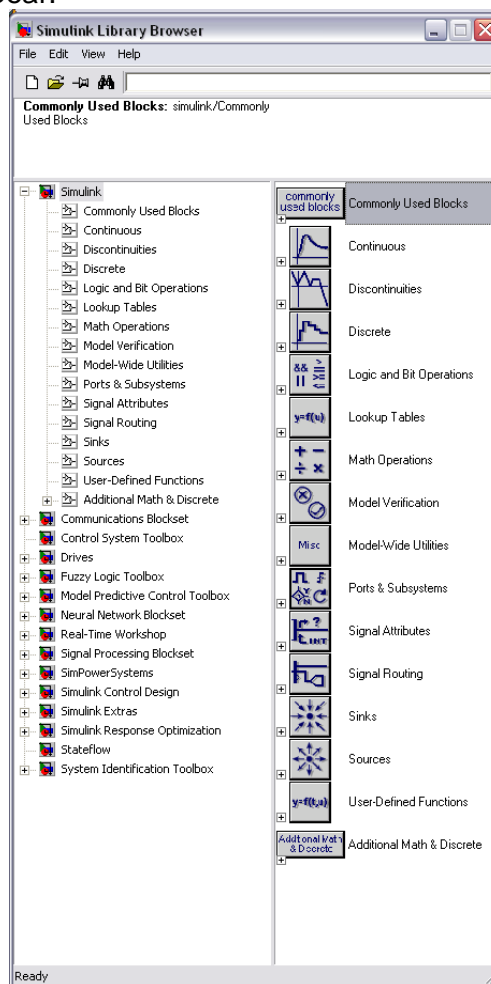 Simulink Library Browser
File Edit View Help
Commonly Used Blocks: simulink/Commonly
Used Blocks
Simulink
Commonly Used Blocks
Continuous
Discontinuities
Discrete
Logic and Bit Operations
Lookup Tables
Math Operations
Model Verification
Model-Wide Utilities
Ports & Subsystems
Signal Attributes
Signal Routing
Sinks
Sources
User-Defined Functions
Additional Math & Discrete
Communications Blockset
Control System Toolbox
Drives
Fuzzy Logic Toolbox
Model Predictive Control Toolbox
Neural Network Blockset
Real-Time Workshop
Signal Processing Blockset
SimPowerSystems
Simulink Control Design
Simulink Extras
Simulink Response Optimization
Stateflow
System Identification Toolbox
commonly
used blocks
Commonly Used Blocks
Continuous
Discontinuities
Discrete
Logic and Bit Operations
y=f(u)
Lookup Tables
+ −
÷ ×
Math Operations
Model Verification
Misc
Model-Wide Utilities
Ports & Subsystems
Signal Attributes
Signal Routing
Sinks
Sources
y=f(t,u)
User-Defined Functions
Additional Math
& Discrete
Additional Math & Discrete
Ready